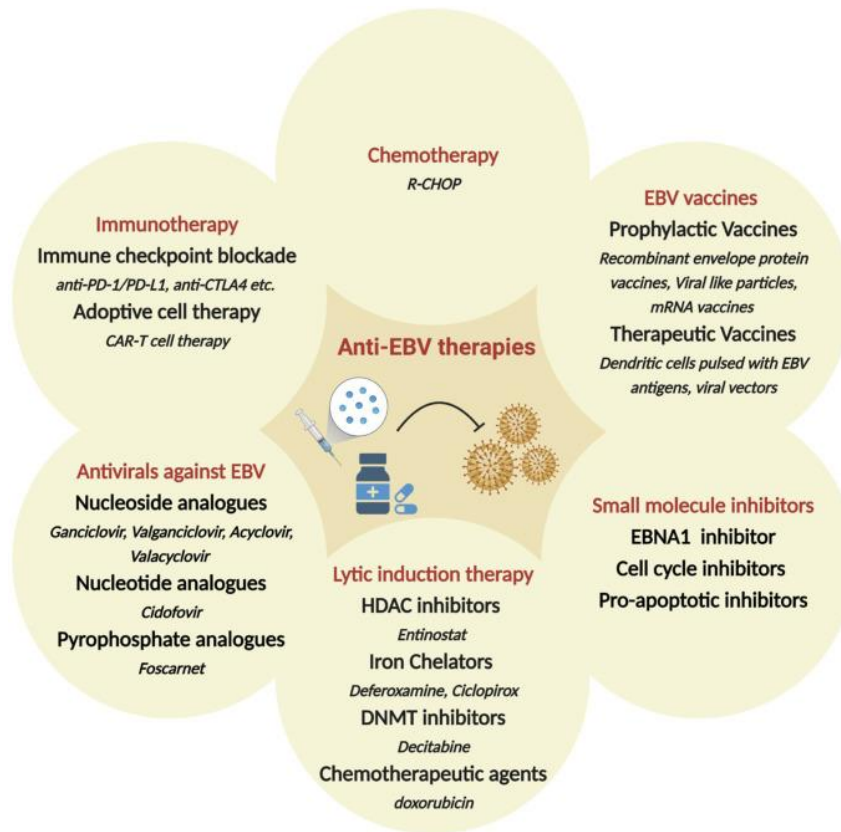 Chemotherapy
R-CHOP
Immunotherapy
Immune checkpoint blockade
anti-PD-1/PD-L1, anti-CTLA4 etc.
Adoptive cell therapy
CAR-T cell therapy
EBV vaccines
Prophylactic Vaccines
Recombinant envelope protein
vaccines, Viral like particles,
mRNA vaccines
Therapeutic Vaccines
Dendritic cells pulsed with EBV
antigens, viral vectors
Anti-EBV therapies
Antivirals against EBV
Nucleoside analogues
Ganciclovir, Valganciclovir, Acyclovir,
Valacyclovir
Nucleotide analogues
Cidofovir
Pyrophosphate analogues
Foscarnet
Lytic induction therapy
HDAC inhibitors
Entinostat
Iron Chelators
Deferoxamine, Ciclopirox
DNMT inhibitors
Decitabine
Chemotherapeutic agents
doxorubicin
Small molecule inhibitors
EBNA1 inhibitor
Cell cycle inhibitors
Pro-apoptotic inhibitors